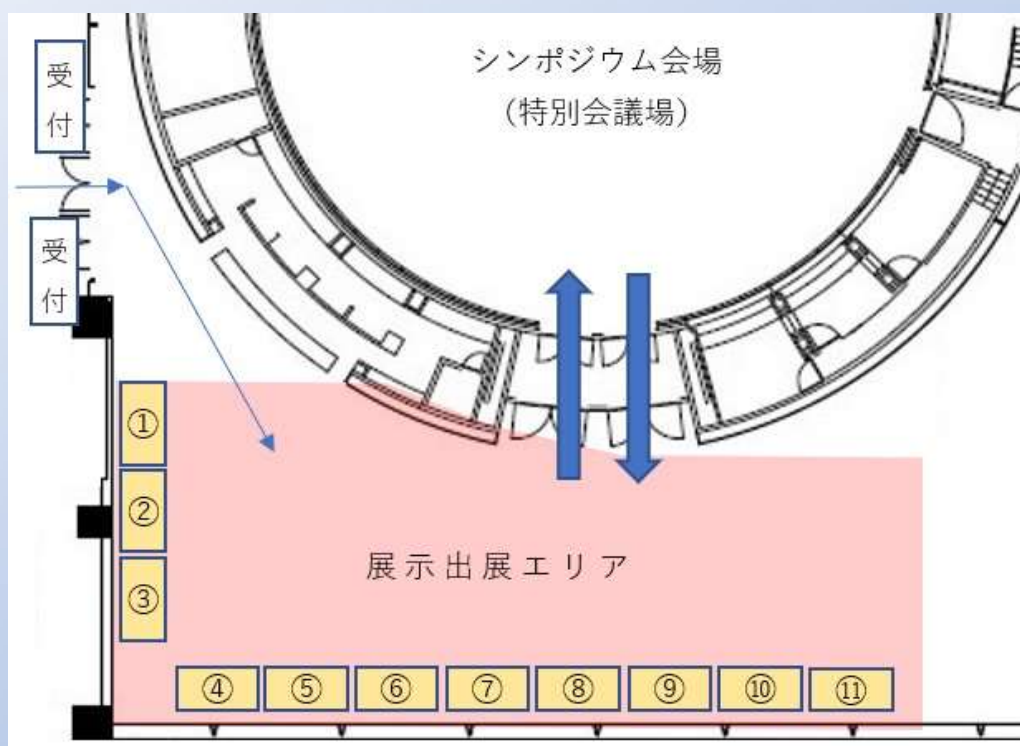 シンポジウム会場
（特別会議場）
受付
受付
①
②
③
展示出展エリア
④
⑤
⑥
⑦
⑧
⑨
⑩
⑪